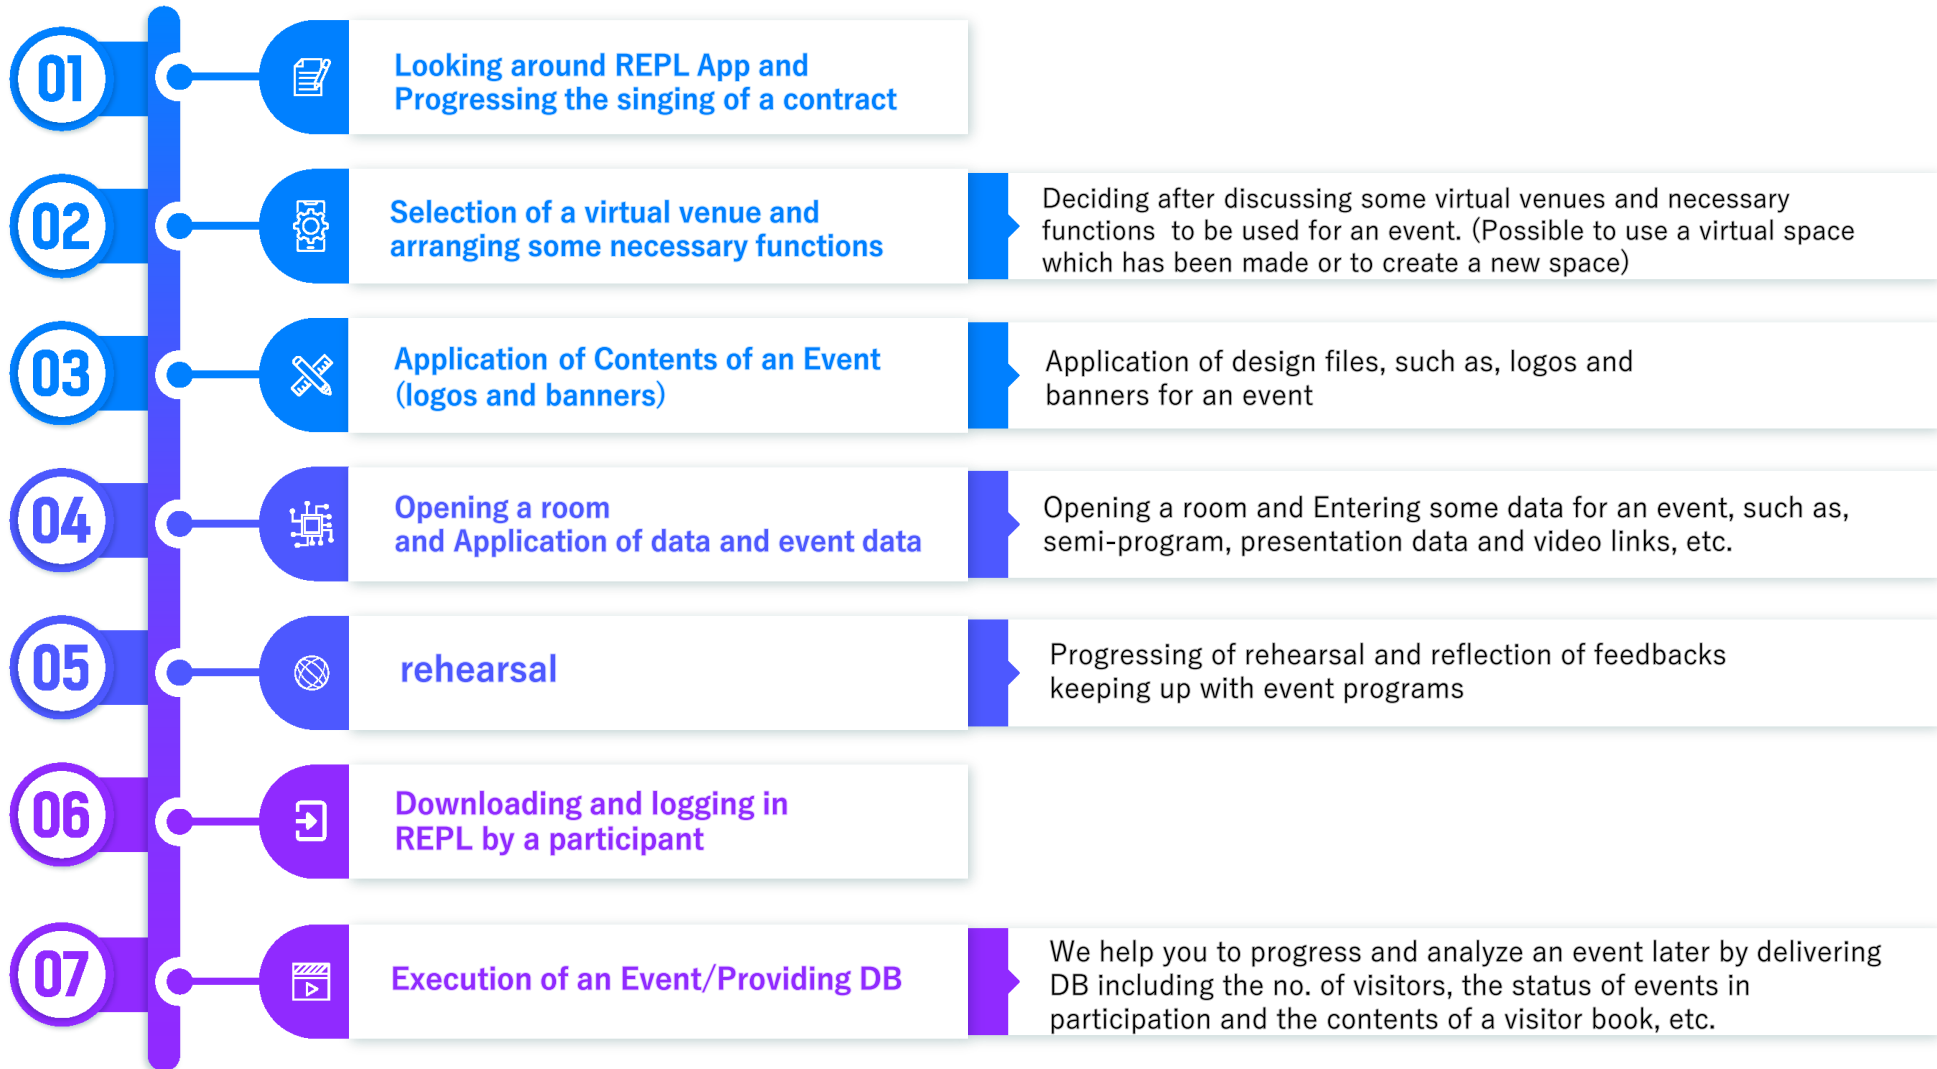 01
Looking around REPL App and
Progressing the singing of a contract
02
Selection of a virtual venue and
arranging some necessary functions
Deciding after discussing some virtual venues and necessary
functions to be used for an event. (Possible to use a virtual space
which has been made or to create a new space)
03
Application of Contents of an Event
(logos and banners)
Application of design files, such as, logos and
banners for an event
04
Opening a room
and Application of data and event data
Opening a room and Entering some data for an event, such as,
semi-program, presentation data and video links, etc.
05
rehearsal
Progressing of rehearsal and reflection of feedbacks
keeping up with event programs
06
Downloading and logging in
REPL by a participant
07
Execution of an Event/Providing DB
We help you to progress and analyze an event later by delivering
DB including the no. of visitors, the status of events in
participation and the contents of a visitor book, etc.